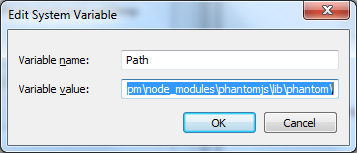 Edit System Variable
Variable name:
Path
Variable value:
pm\node_modules\phantomjs\lib\phantom\
OK
Cancel